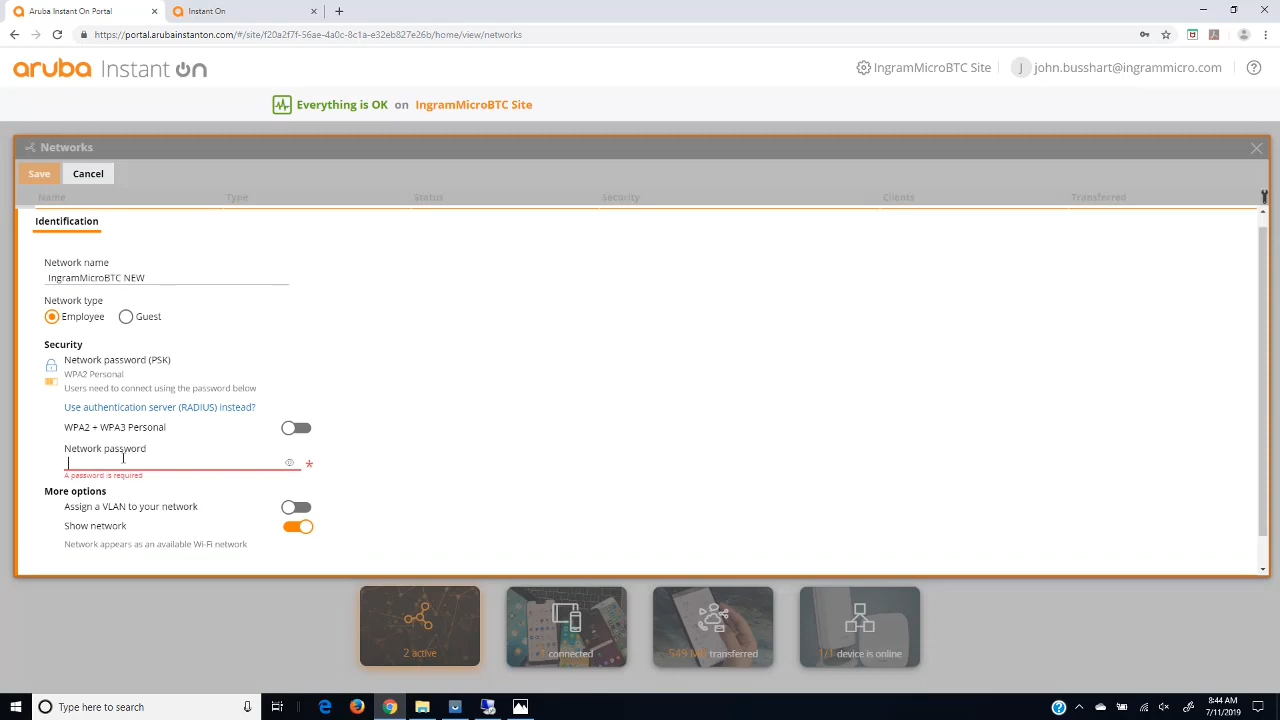 Aruba Instant On Portal
Instant On
https://portal.arubainstanton.com/#/site/f20a2f7f-56ae-4a0c-8c1a-e32eb827e26b/home/view/networks
aruba Instant On
IngramMicroBTC Site
J john.busshart@ingrammicro.com
Everything is OK on IngramMicroBTC Site
Networks
Save Cancel
Name Type Status Security Clients Transferred
Identification
Network name
IngramMicroBTC NEW
Network type
Employee Guest
Security
Network password (PSK)
WPA2 Personal
Users need to connect using the password below
Use authentication server (RADIUS) instead?
WPA2 + WPA3 Personal
Network password
*
A password is required
More options
Assign a VLAN to your network
Show network
Network appears as an available Wi-Fi network
2 active
connected
549 MB transferred
1/1 device is online
Type here to search
8:44 AM
7/11/2019